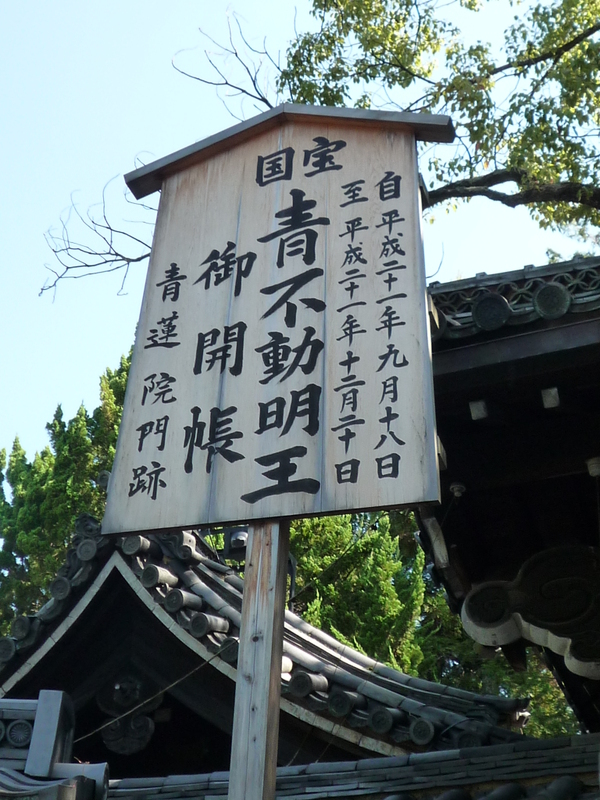 自平成二十一年九月十八日
至平成二十一年十二月二十日
国宝
青不動明王
御開帳
青蓮院門跡